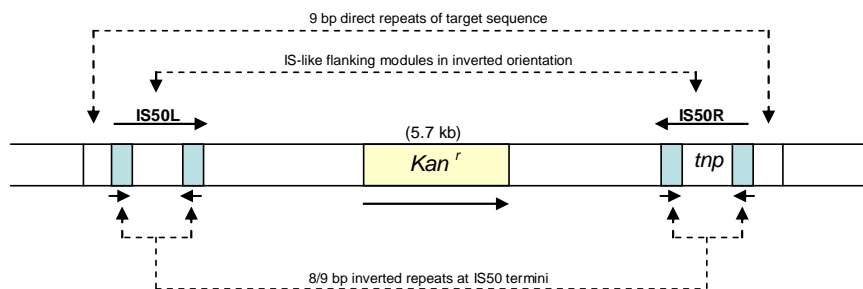 9 bp direct repeats of target sequence
IS-like flanking modules in inverted orientation
IS50L
IS50R
(5.7 kb)
Kan r
tnp
8/9 bp inverted repeats at IS50 termini